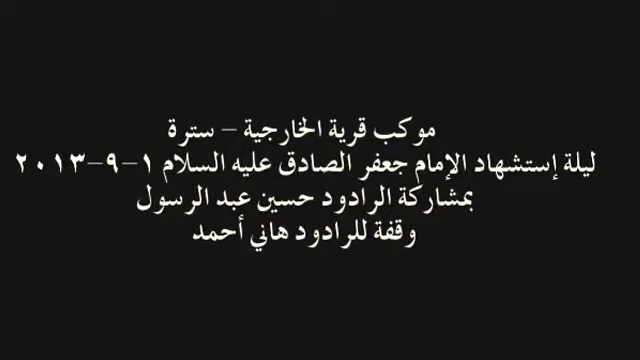 موكب قرية الخارجية – سترة
ليلة إستشهاد الإمام جعفر الصادق عليه السلام ١–٩–٢٠١٣
بمشاركة الرادود حسين عبد الرسول
وقفة للرادود هاني أحمد